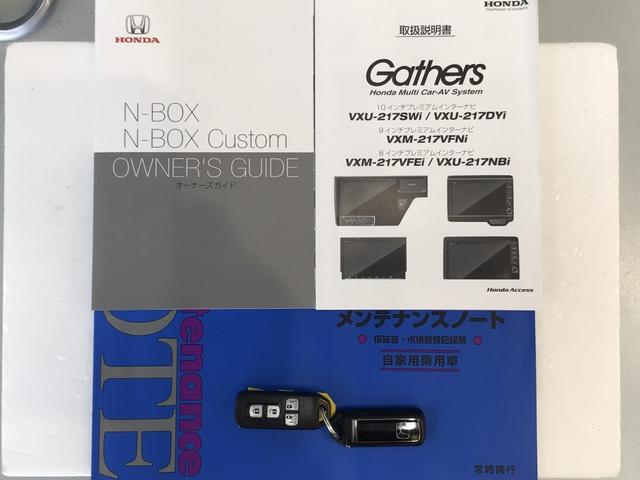 HONDA
N-BOX
N-BOX Custom
OWNER'S GUIDE
オーナーズガイド
HONDA
The Power of Dreams
取扱説明書
Gathers
Honda Multi Car-AV System
10インチプレミアムインターナビ
VXU-217SWi / VXU-217DYi
9インチプレミアムインターナビ
VXM-217VFNi
8インチプレミアムインターナビ
VXM-217VFEi / VXU-217NBi
Honda Access
tenance
OTE
メンテナンスノート
保証書・点検整備記録簿
自家用乗用車
常時携行